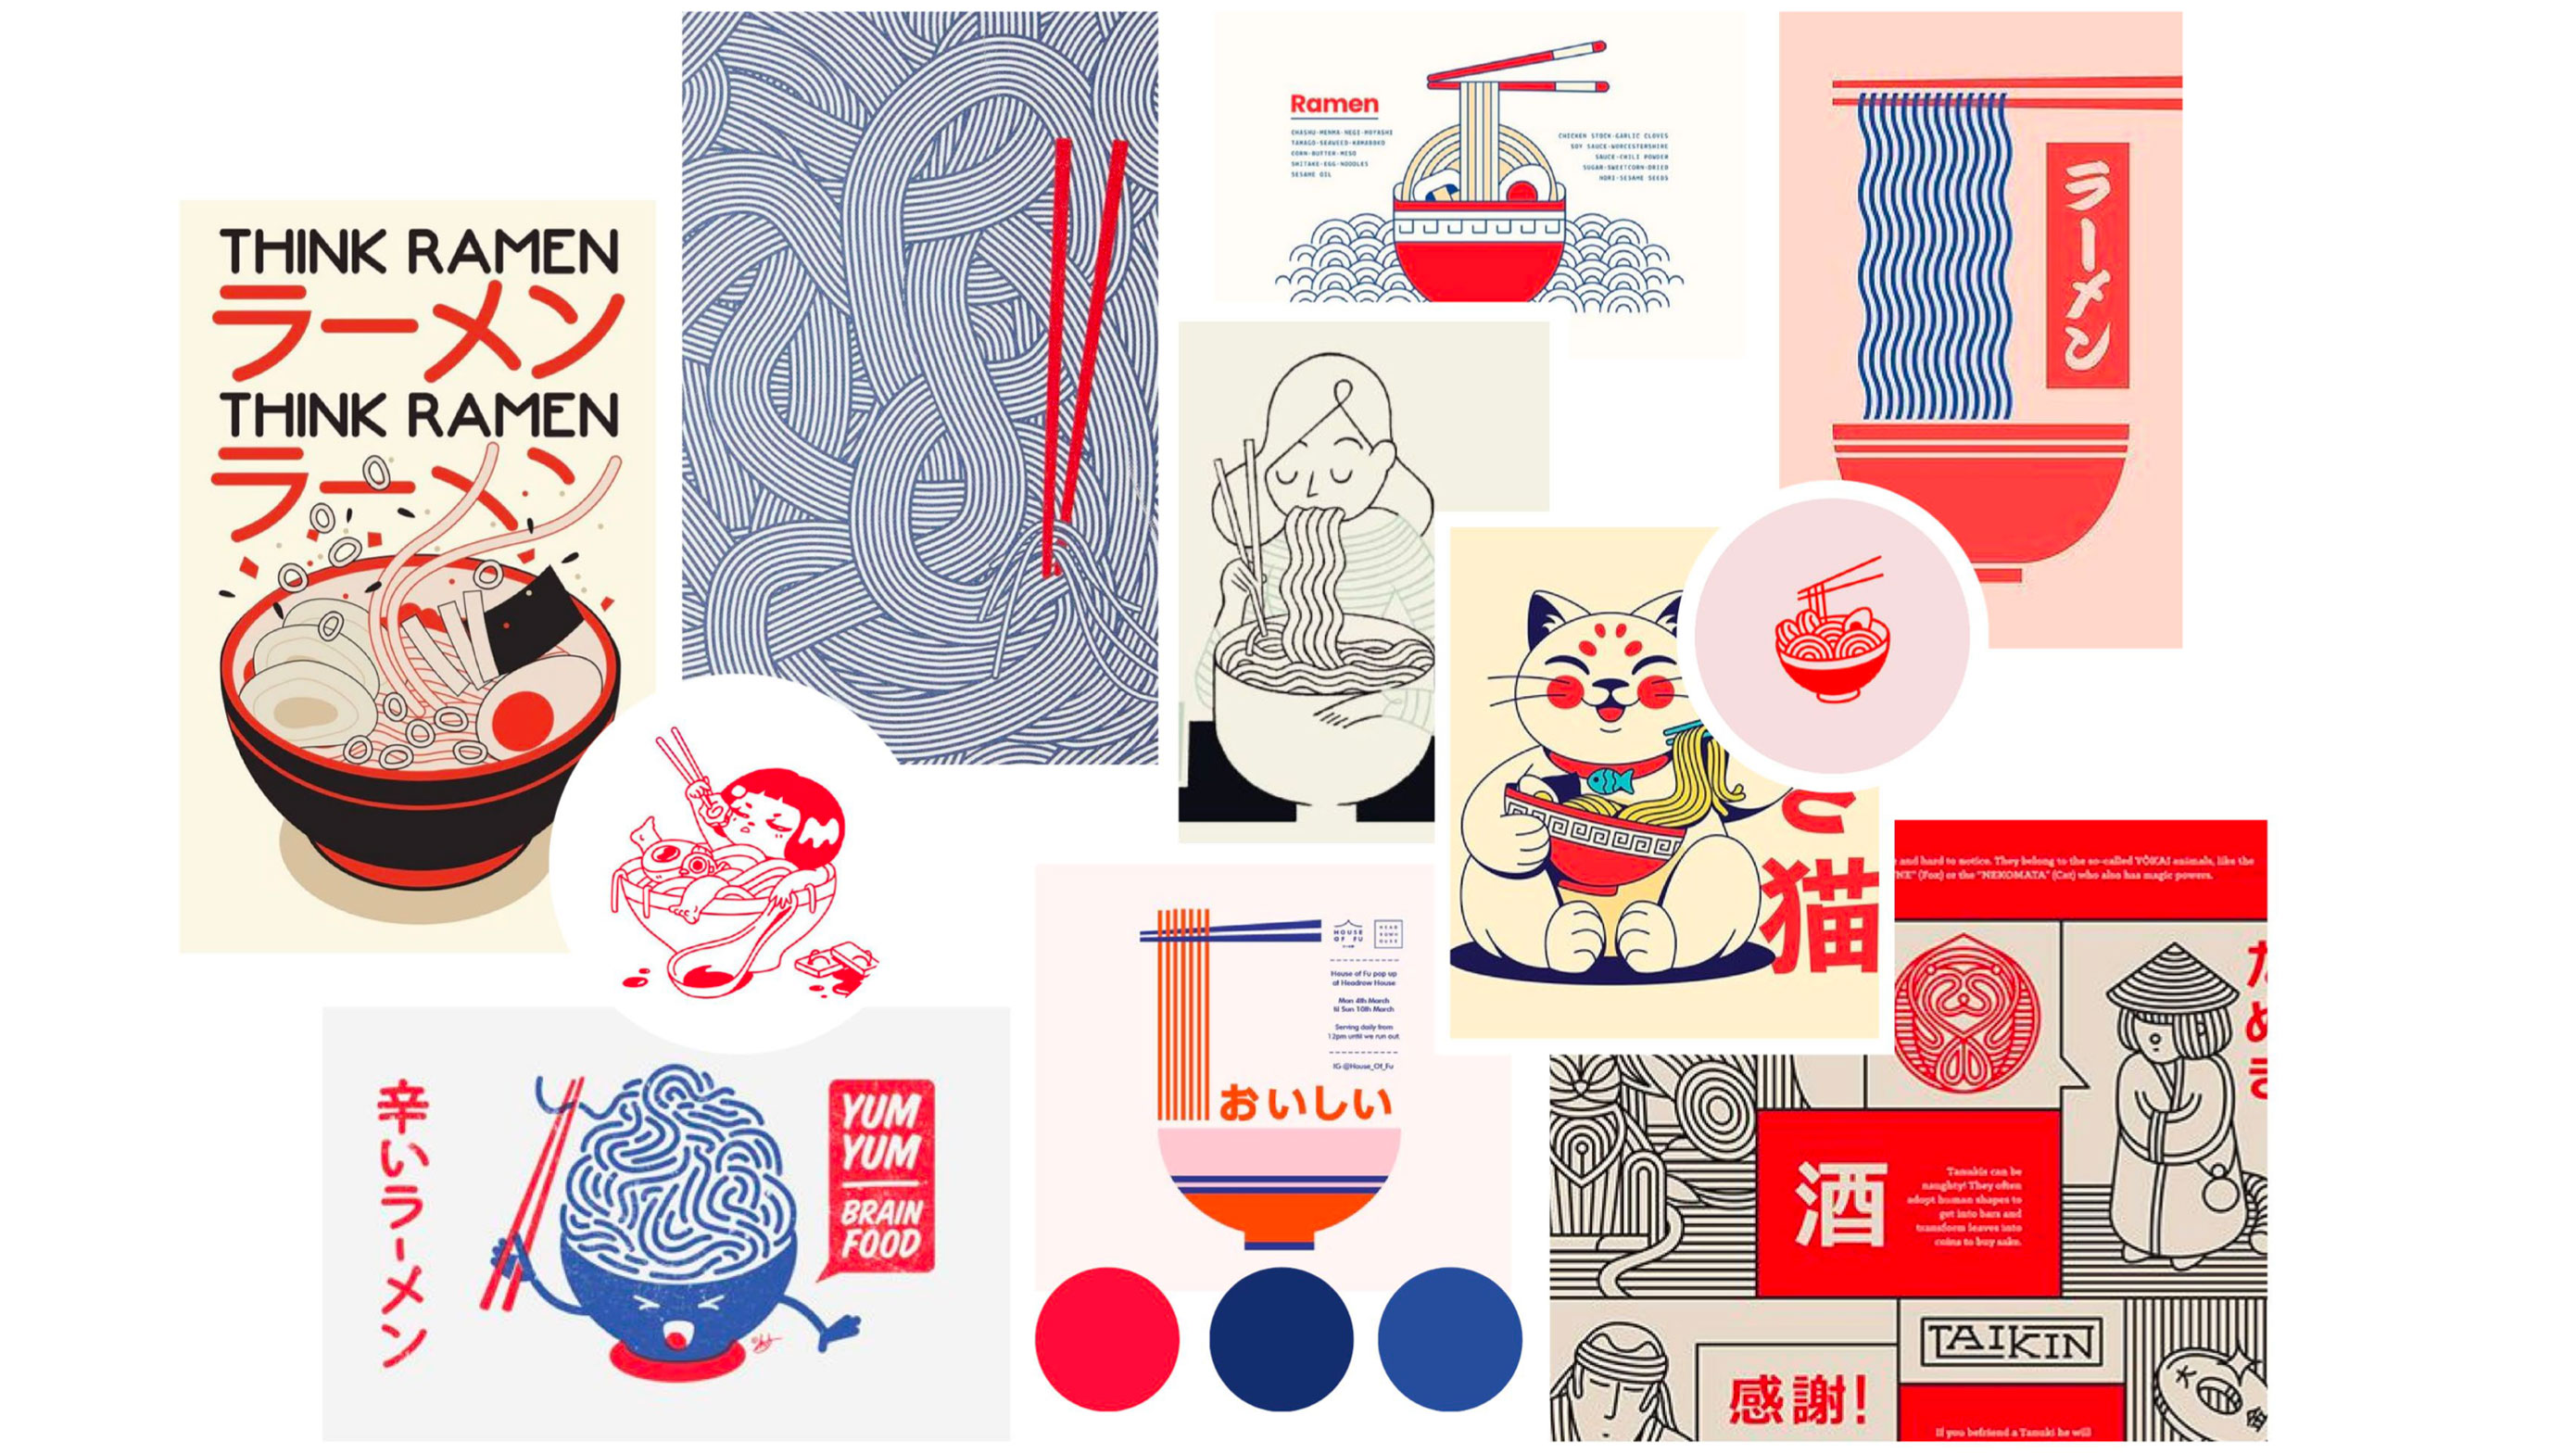 THINK RAMEN
ラーメン
THINK RAMEN
ラーメン
Ramen
CHASHU-MENMA-NEGI-MOYASHI
TAMAGO-SEAWEED-KAMABOKO
CORN-BUTTER-MISO
SHITAKE-EGG-NOODLES
SESAME OIL
CHICKEN STOCK-GARLIC CLOVES
SOY SAUCE-WORCESTERSHIRE
SAUCE-CHILI POWDER
SUGAR-SWEETCORN-DRIED
NORI-SESAME SEEDS
ラーメン
と
猫
辛いラーメン
YUM
YUM
BRAIN
FOOD
HOUSE
OF FU
HEAD
ROW H
OUSE
House of Fu pop up
at Headrow House
Mon 4th March
til Sun 10th March
Serving daily from
12pm until we run out.
IG @House_Of_Fu
おいしい
and hard to notice. They belong to the so-called YŌKAI animals, like the
(Fox) or the "NEKOMATA" (Cat) who also has magic powers.
たぬき
酒
Tanukis can be
naughty! They often
adopt human shapes to
get into bars and
transform leaves into
coins to buy sake.
TAIKIN
感謝!
If you befriend a Tanuki he will